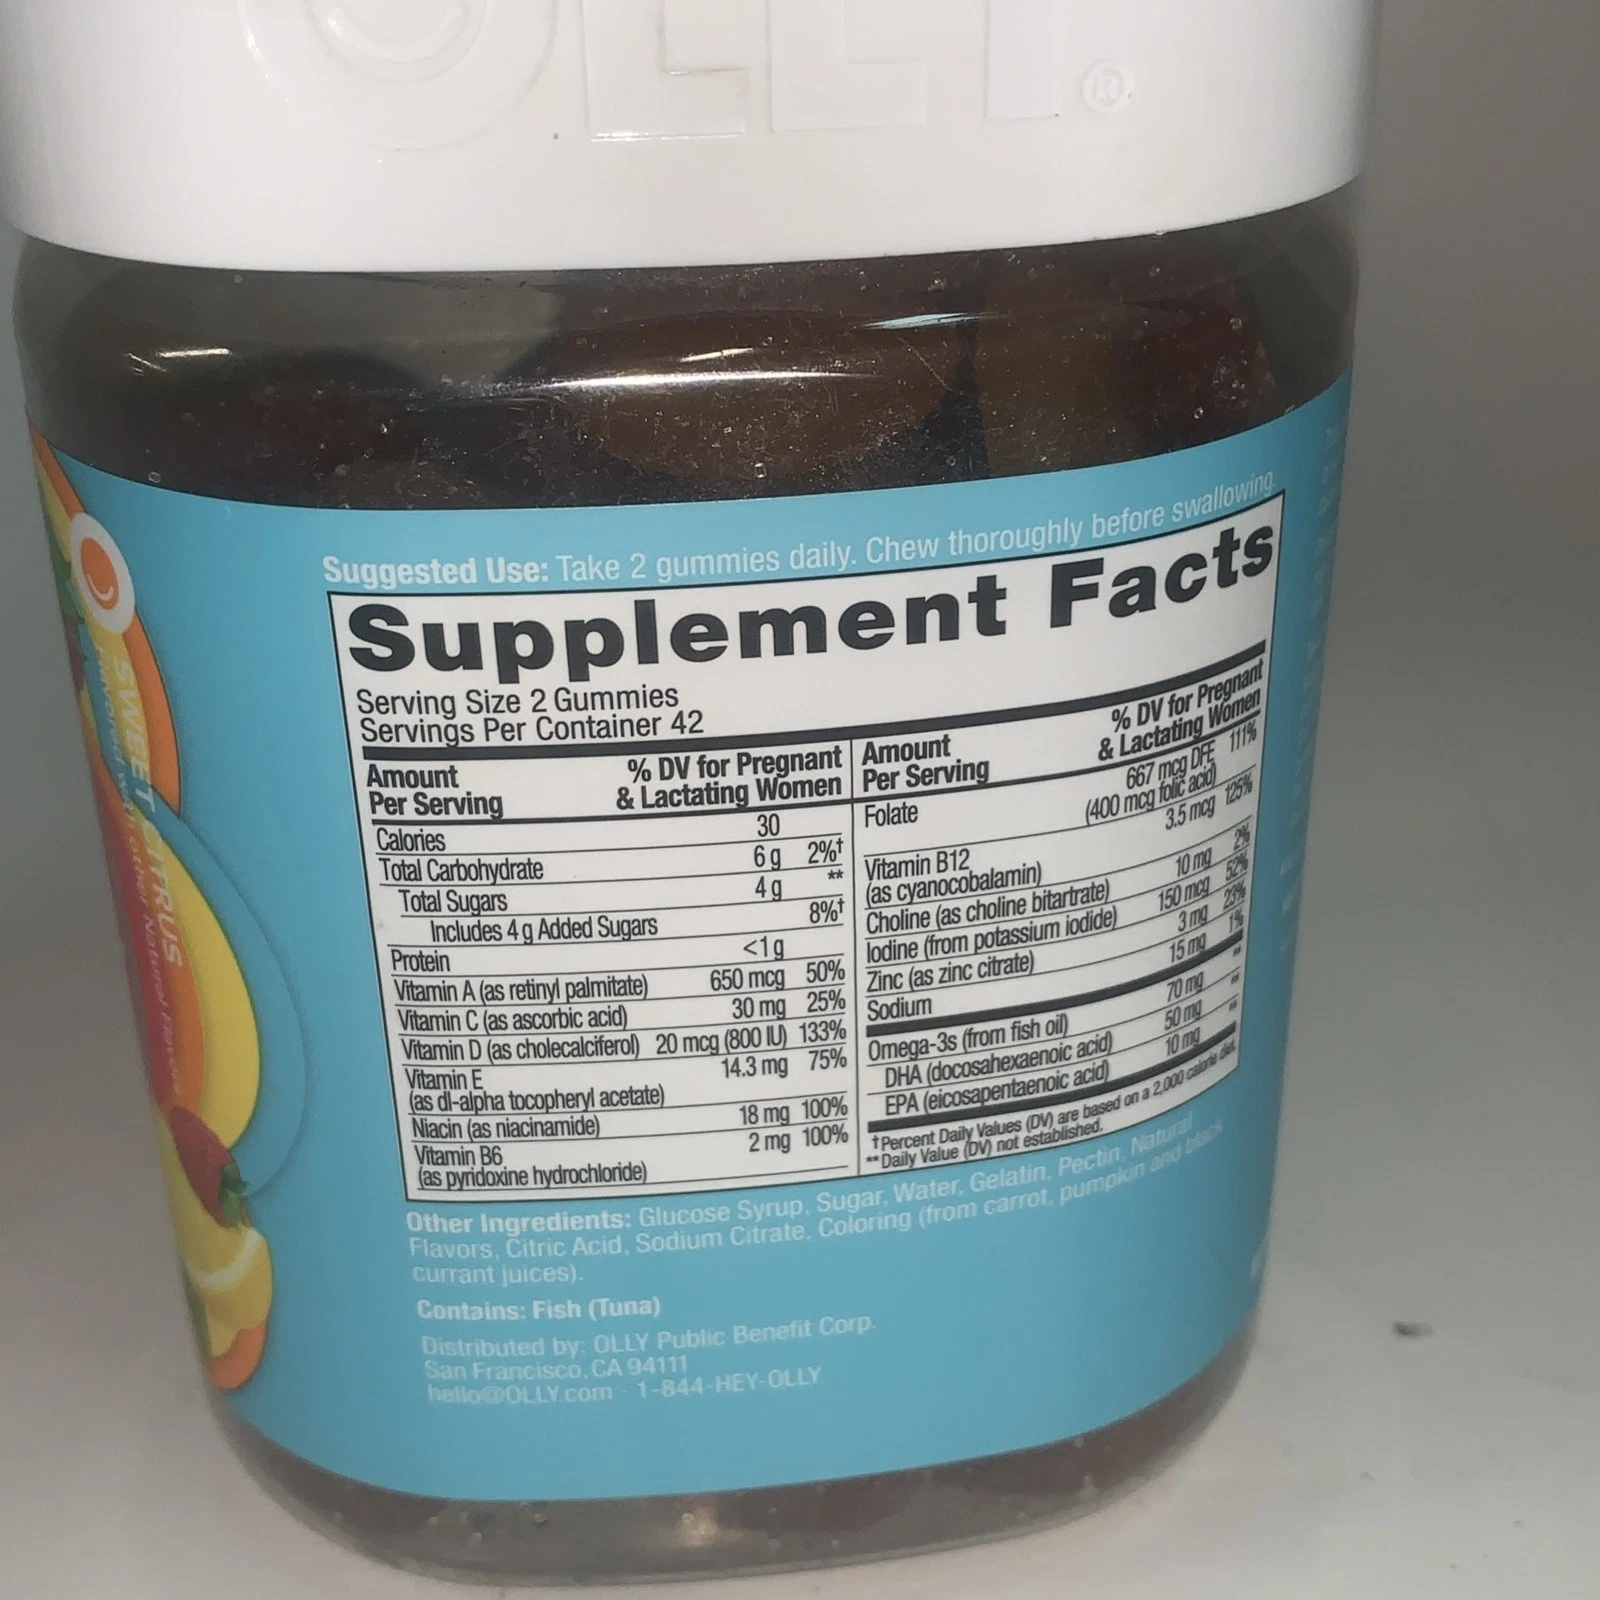 OLLY®
Suggested Use: Take 2 gummies daily. Chew thoroughly before swallowing.
Supplement Facts
Serving Size 2 Gummies
Servings Per Container 42
Amount
Per Serving
% DV for Pregnant
& Lactating Women
Calories 30
Total Carbohydrate 6 g 2%†
Total Sugars 4 g **
Includes 4 g Added Sugars 8%†
Protein <1 g
Vitamin A (as retinyl palmitate) 650 mcg 50%
Vitamin C (as ascorbic acid) 30 mg 25%
Vitamin D (as cholecalciferol) 20 mcg (800 IU) 133%
Vitamin E 14.3 mg 75%
(as dl-alpha tocopheryl acetate)
Niacin (as niacinamide) 18 mg 100%
Vitamin B6 2 mg 100%
(as pyridoxine hydrochloride)
Amount
Per Serving
% DV for Pregnant
& Lactating Women
Folate 667 mcg DFE 111%
(400 mcg folic acid)
Vitamin B12 3.5 mcg 125%
(as cyanocobalamin)
Choline (as choline bitartrate) 10 mg 2%
Iodine (from potassium iodide) 150 mcg 52%
Zinc (as zinc citrate) 3 mg 23%
Sodium 15 mg 1%
Omega-3s (from fish oil) 70 mg **
DHA (docosahexaenoic acid) 50 mg **
EPA (eicosapentaenoic acid) 10 mg **
†Percent Daily Values (DV) are based on a 2,000 calorie diet.
**Daily Value (DV) not established.
Other Ingredients: Glucose Syrup, Sugar, Water, Gelatin, Pectin, Natural
Flavors, Citric Acid, Sodium Citrate, Coloring (from carrot, pumpkin and black
currant juices).
Contains: Fish (Tuna)
Distributed by: OLLY Public Benefit Corp.
San Francisco, CA 94111
hello@OLLY.com · 1-844-HEY-OLLY
SWEET CITRUS
Flavored with other Natural Flavors